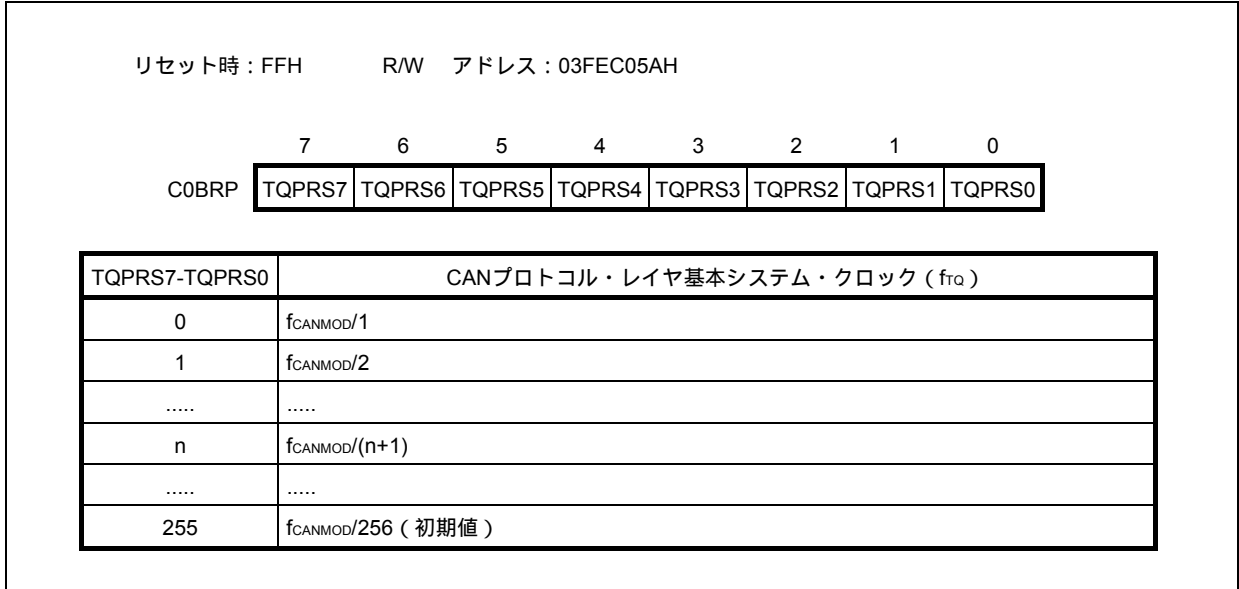 リセット時：FFH R/W アドレス：03FEC05AH
7 6 5 4 3 2 1 0
C0BRP TQPRS7 TQPRS6 TQPRS5 TQPRS4 TQPRS3 TQPRS2 TQPRS1 TQPRS0
TQPRS7-TQPRS0 CANプロトコル・レイヤ基本システム・クロック（fTQ）
0 fCANMOD/1
1 fCANMOD/2
..... .....
n fCANMOD/(n+1)
..... .....
255 fCANMOD/256（初期値）